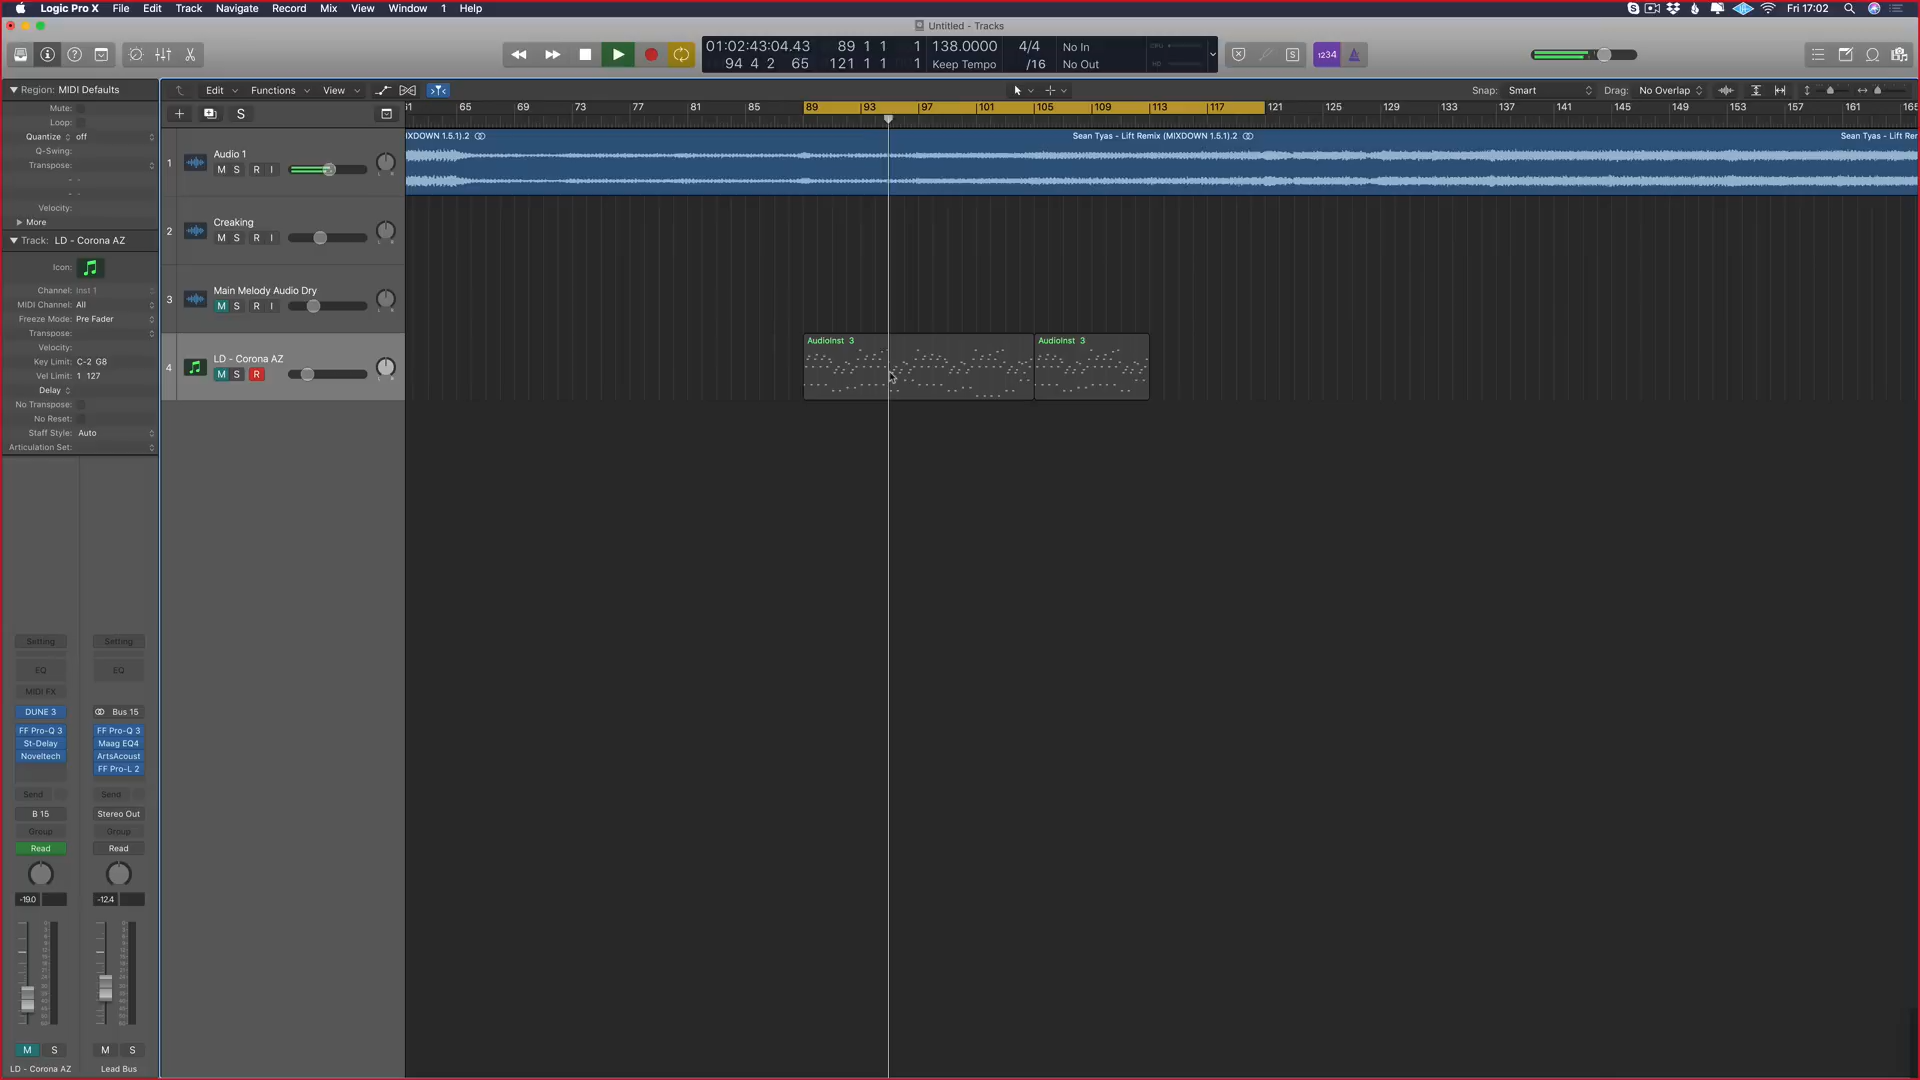 Logic Pro X File Edit Track Navigate Record Mix View Window 1 Help
Fri 17:02
Untitled - Tracks
01:02:43:04.43 89 1 1 1 138.0000 4/4 No In
94 4 2 65 121 1 1 1 Keep Tempo /16 No Out
CPU
HD
1234
Region: MIDI Defaults
Edit Functions View
Snap: Smart Drag: No Overlap
Mute:
Loop:
Quantize off
Q-Swing:
Transpose:
Velocity:
More
S
61 65 69 73 77 81 85 89 93 97 101 105 109 113 117 121 125 129 133 137 141 145 149 153 157 161 165
IXDOWN 1.5.1).2
Sean Tyas - Lift Remix (MIXDOWN 1.5.1).2
Sean Tyas - Lift Rer
1 Audio 1
M S R I
2 Creaking
M S R I
3 Main Melody Audio Dry
M S R I
4 LD - Corona AZ
M S R
AudioInst 3
AudioInst 3
Track: LD - Corona AZ
Icon:
Channel: Inst 1
MIDI Channel: All
Freeze Mode: Pre Fader
Transpose:
Velocity:
Key Limit: C-2 G8
Vel Limit: 1 127
Delay
No Transpose:
No Reset:
Staff Style: Auto
Articulation Set:
Setting Setting
EQ EQ
MIDI FX
DUNE 3 Bus 15
FF Pro-Q 3 FF Pro-Q 3
St-Delay Maag EQ4
Noveltech ArtsAcoust
FF Pro-L 2
Send Send
B 15 Stereo Out
Group Group
Read Read
-19.0 -12.4
M S M S
LD - Corona AZ Lead Bus